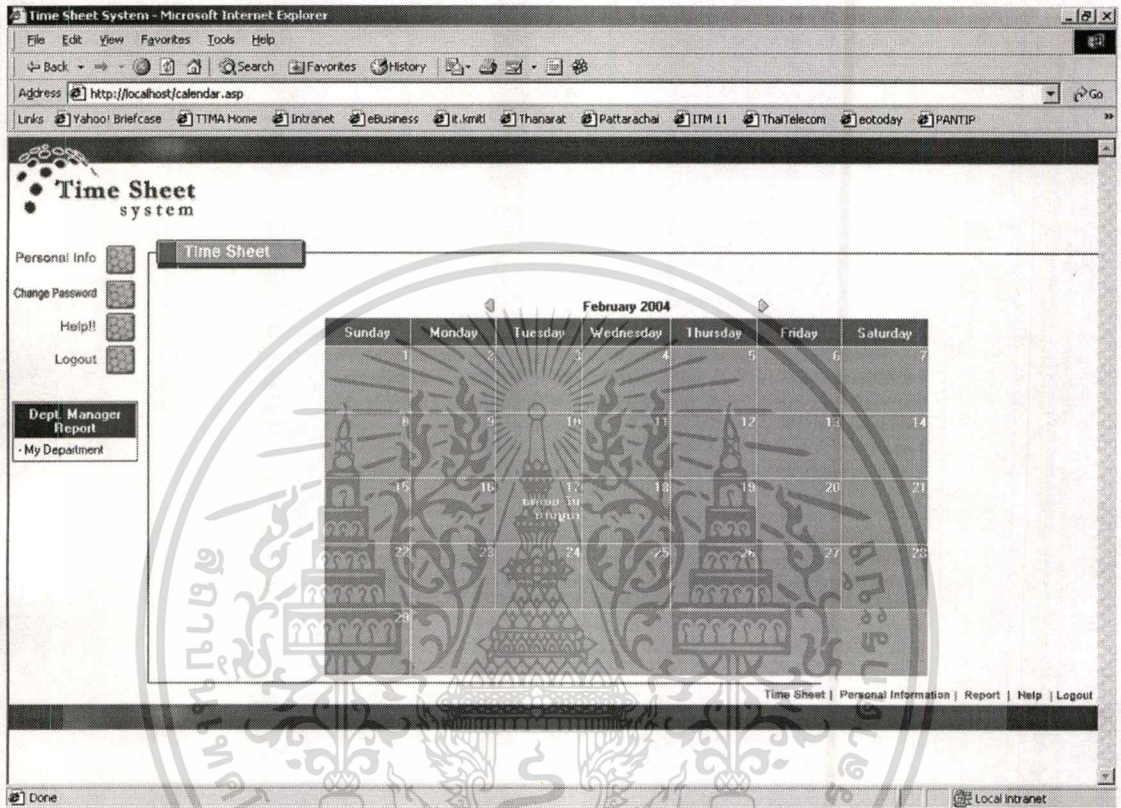 Time Sheet System - Microsoft Internet Explorer
File Edit View Favorites Tools Help
Back Search Favorites History
Address http://localhost/calendar.asp Go
Links Yahoo! Briefcase TTMA Home Intranet eBusiness it.kmitl Thanarat Pattarachai ITM 11 ThaiTelecom eotoday PANTIP
Time Sheet
system
Personal Info
Time Sheet
Change Password
Help!!
Logout
Dept. Manager
Report
· My Department
February 2004
Sunday Monday Tuesday Wednesday Thursday Friday Saturday
1 2 3 4 5 6 7
8 9 10 11 12 13 14
15 16 17 18 19 20 21
22 23 24 25 26 27 28
29
Time Sheet | Personal Information | Report | Help | Logout
Done Local intranet